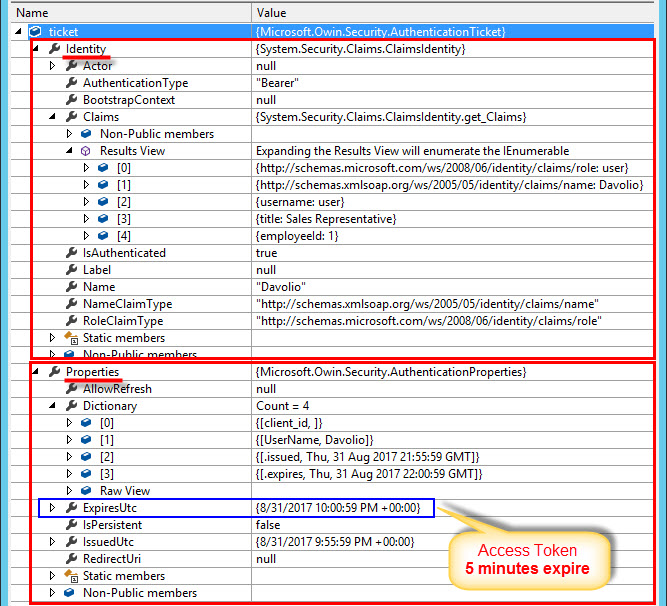 Name Value
ticket {Microsoft.Owin.Security.AuthenticationTicket}
Identity {System.Security.Claims.ClaimsIdentity}
Actor null
AuthenticationType "Bearer"
BootstrapContext null
Claims {System.Security.Claims.ClaimsIdentity.get_Claims}
Non-Public members
Results View Expanding the Results View will enumerate the IEnumerable
[0] {http://schemas.microsoft.com/ws/2008/06/identity/claims/role: user}
[1] {http://schemas.xmlsoap.org/ws/2005/05/identity/claims/name: Davolio}
[2] {username: user}
[3] {title: Sales Representative}
[4] {employeeId: 1}
IsAuthenticated true
Label null
Name "Davolio"
NameClaimType "http://schemas.xmlsoap.org/ws/2005/05/identity/claims/name"
RoleClaimType "http://schemas.microsoft.com/ws/2008/06/identity/claims/role"
Static members
Non-Public members
Properties {Microsoft.Owin.Security.AuthenticationProperties}
AllowRefresh null
Dictionary Count = 4
[0] {[client_id, ]}
[1] {[UserName, Davolio]}
[2] {[.issued, Thu, 31 Aug 2017 21:55:59 GMT]}
[3] {[.expires, Thu, 31 Aug 2017 22:00:59 GMT]}
Raw View
ExpiresUtc {8/31/2017 10:00:59 PM +00:00}
IsPersistent false
IssuedUtc {8/31/2017 9:55:59 PM +00:00}
RedirectUri null
Static members
Non-Public members
Access Token
5 minutes expire